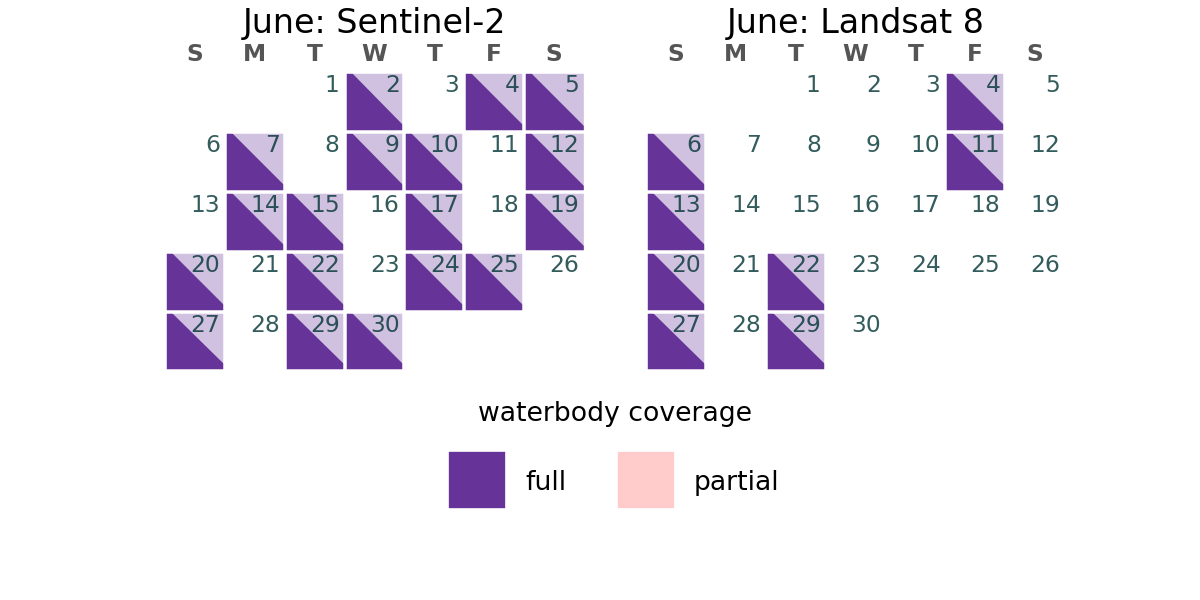 June: Sentinel-2
S M T W T F S
1 2 3 4 5
6 7 8 9 10 11 12
13 14 15 16 17 18 19
20 21 22 23 24 25 26
27 28 29 30
June: Landsat 8
S M T W T F S
1 2 3 4 5
6 7 8 9 10 11 12
13 14 15 16 17 18 19
20 21 22 23 24 25 26
27 28 29 30
waterbody coverage
full partial